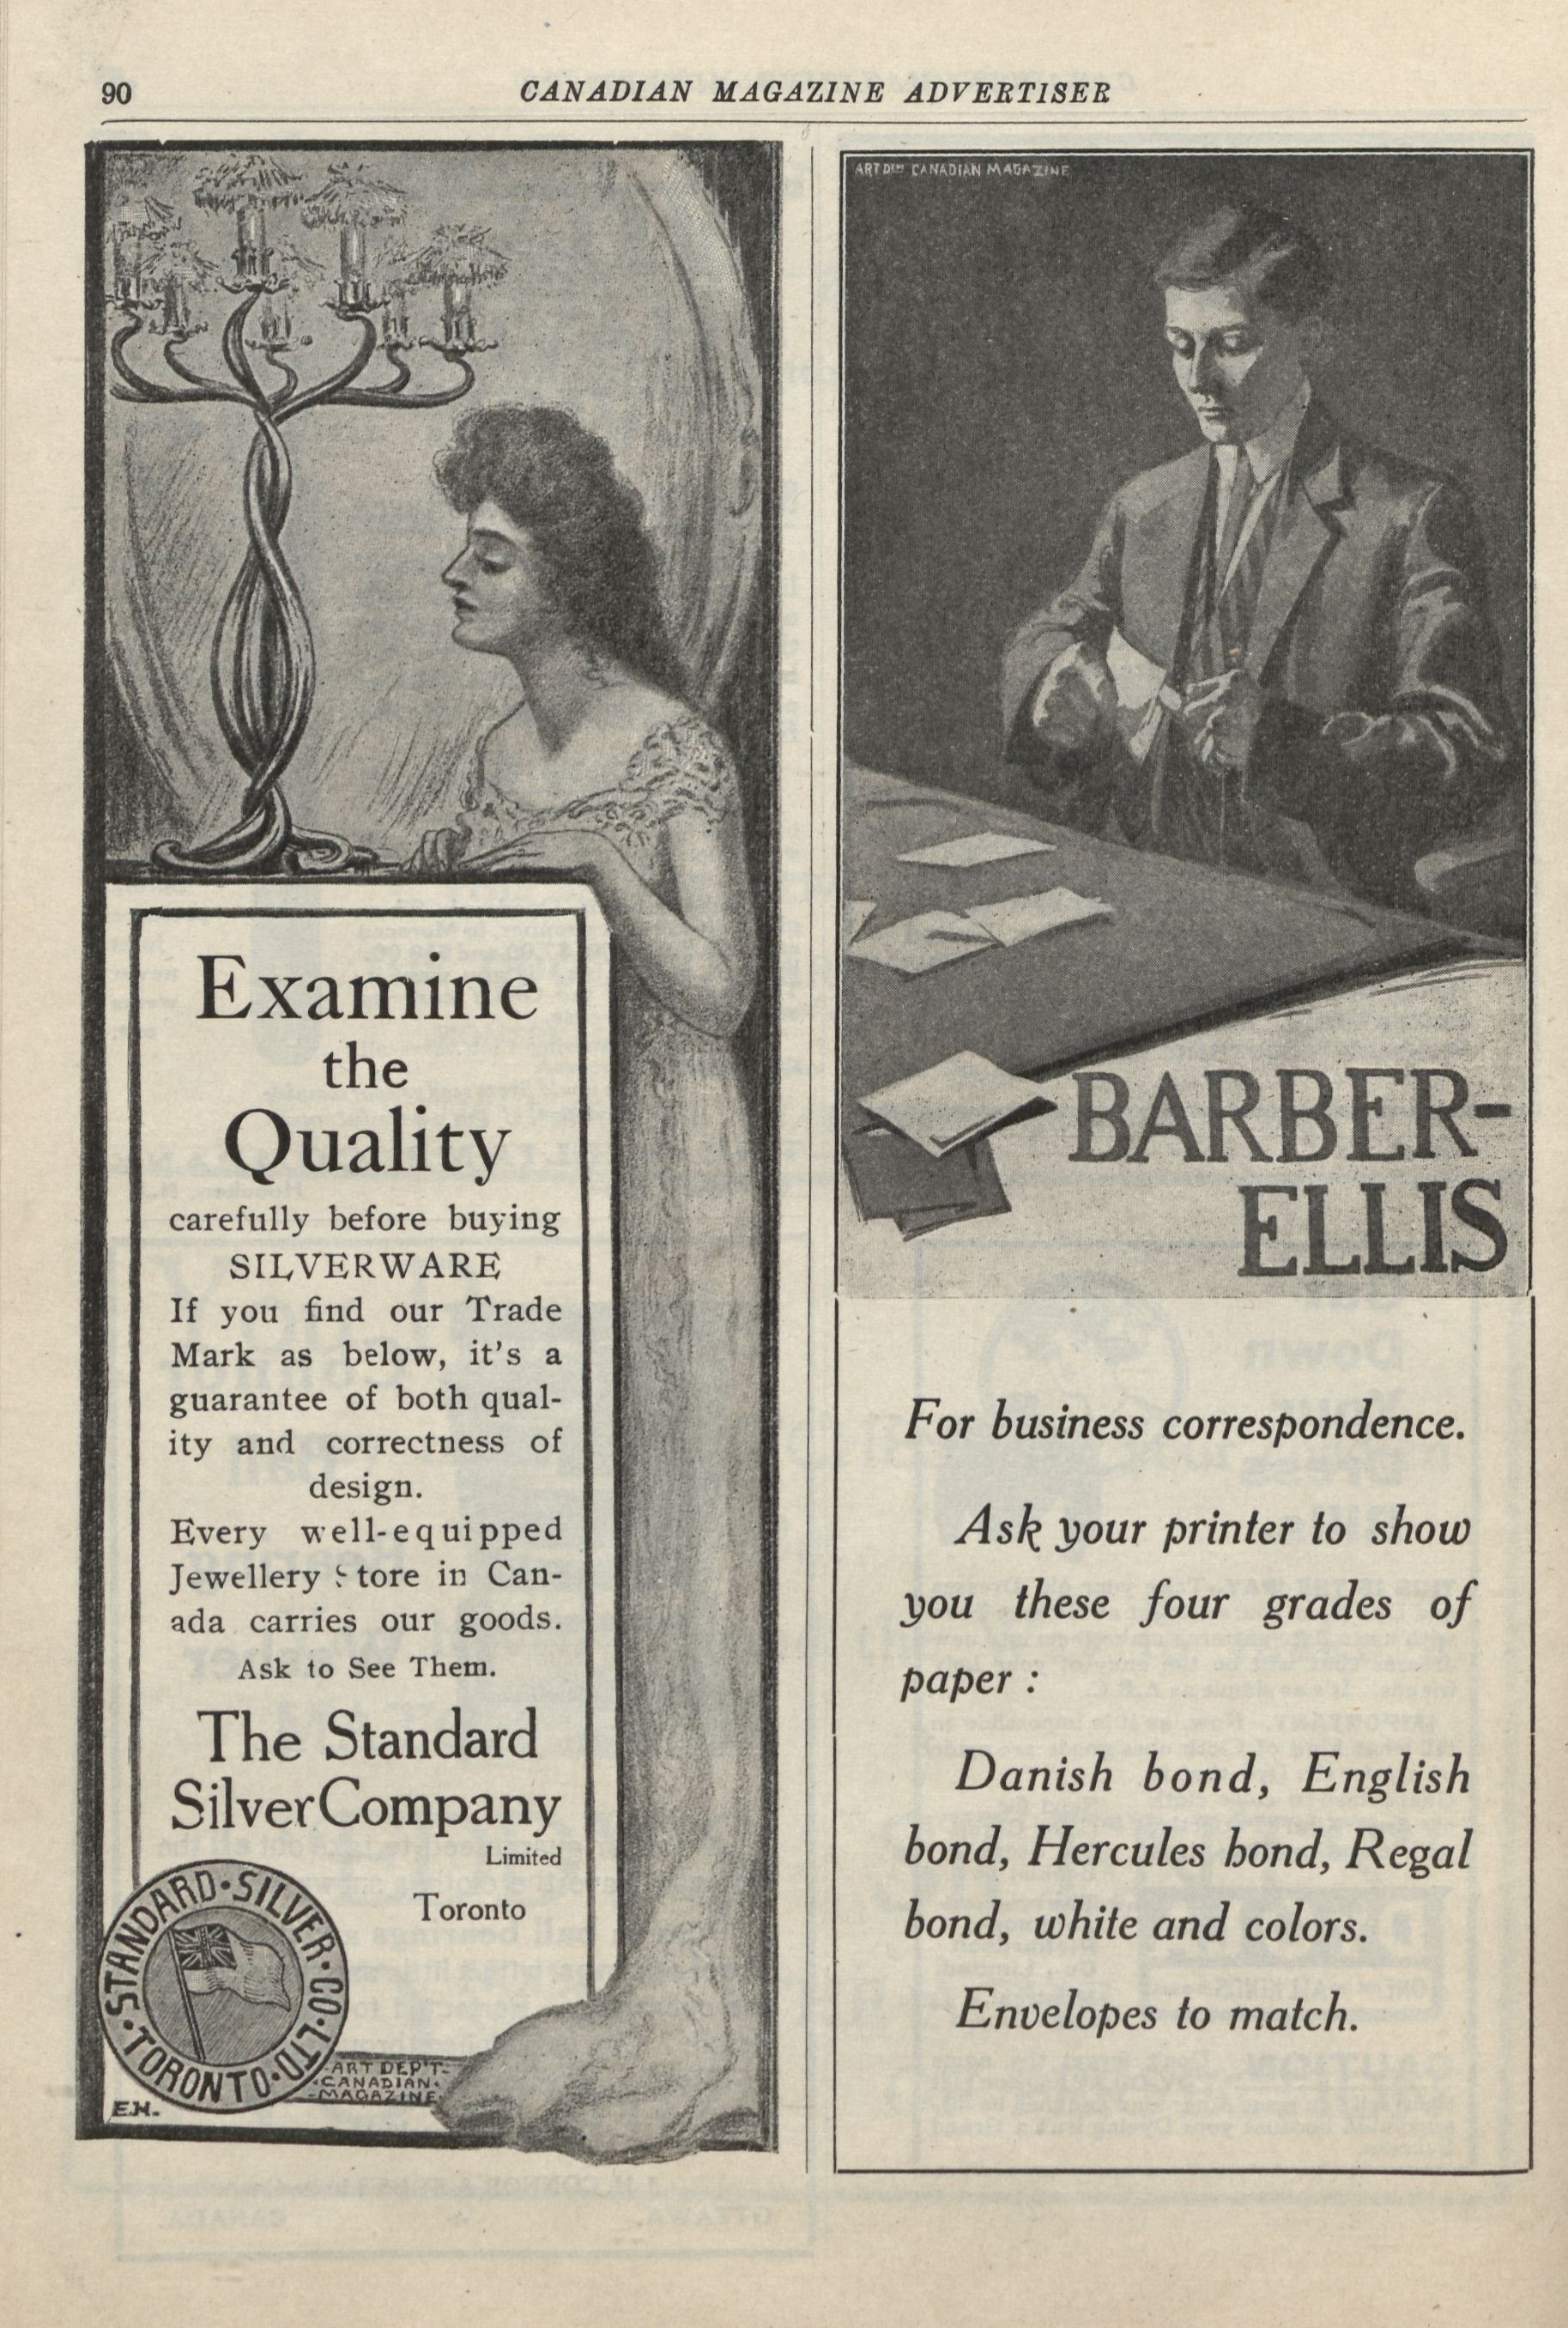 90
CANADIAN MAGAZINE ADVERTISER
Examine
the
Quality
carefully before buying
SILVERWARE
If you find our Trade
Mark as below, it's a
guarantee of both qual-
ity and correctness of
design.
Every well-equipped
Jewellery Store in Can-
ada carries our goods.
Ask to See Them.
The Standard
Silver Company
Limited
Toronto
STANDARD · SILVER · CO · LTD · TORONTO ·
ART DEP'T
CANADIAN
MAGAZINE
E.H.
ART DEPT CANADIAN MAGAZINE
BARBER-
ELLIS
For business correspondence.
Ask your printer to show
you these four grades of
paper :
Danish bond, English
bond, Hercules bond, Regal
bond, white and colors.
Envelopes to match.